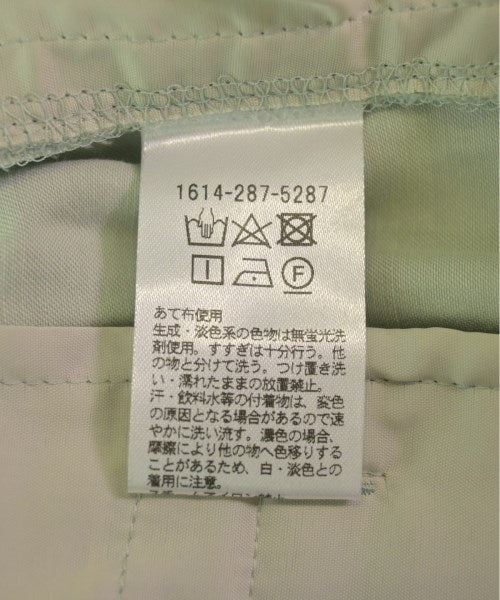 1614-287-5287
F
あて布使用
生成・淡色系の色物は無蛍光洗
剤使用。すすぎは十分行う。他
の物と分けて洗う。つけ置き洗
い・濡れたままの放置禁止。
汗・飲料水等の付着物は、変色
の原因となる場合があるので速
やかに洗い流す。濃色の場合、
摩擦により他の物へ色移りする
ことがあるため、白・淡色との
着用に注意。